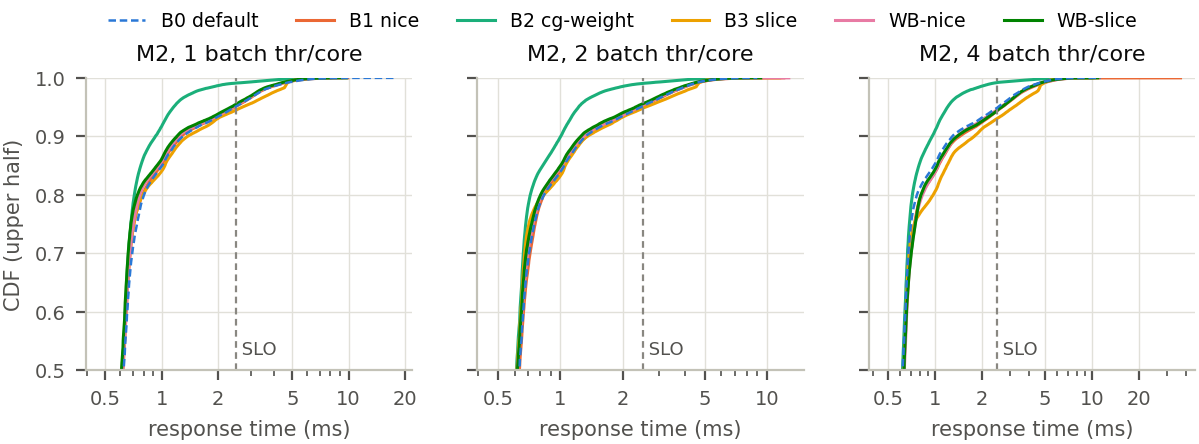 B0 default B1 nice B2 cg-weight B3 slice WB-nice WB-slice
M2, 1 batch thr/core M2, 2 batch thr/core M2, 4 batch thr/core
CDF (upper half)
1.0
0.9
0.8
0.7
0.6
0.5
SLO SLO SLO
0.5 1 2 5 10 20 0.5 1 2 5 10 0.5 1 2 5 10 20
response time (ms) response time (ms) response time (ms)